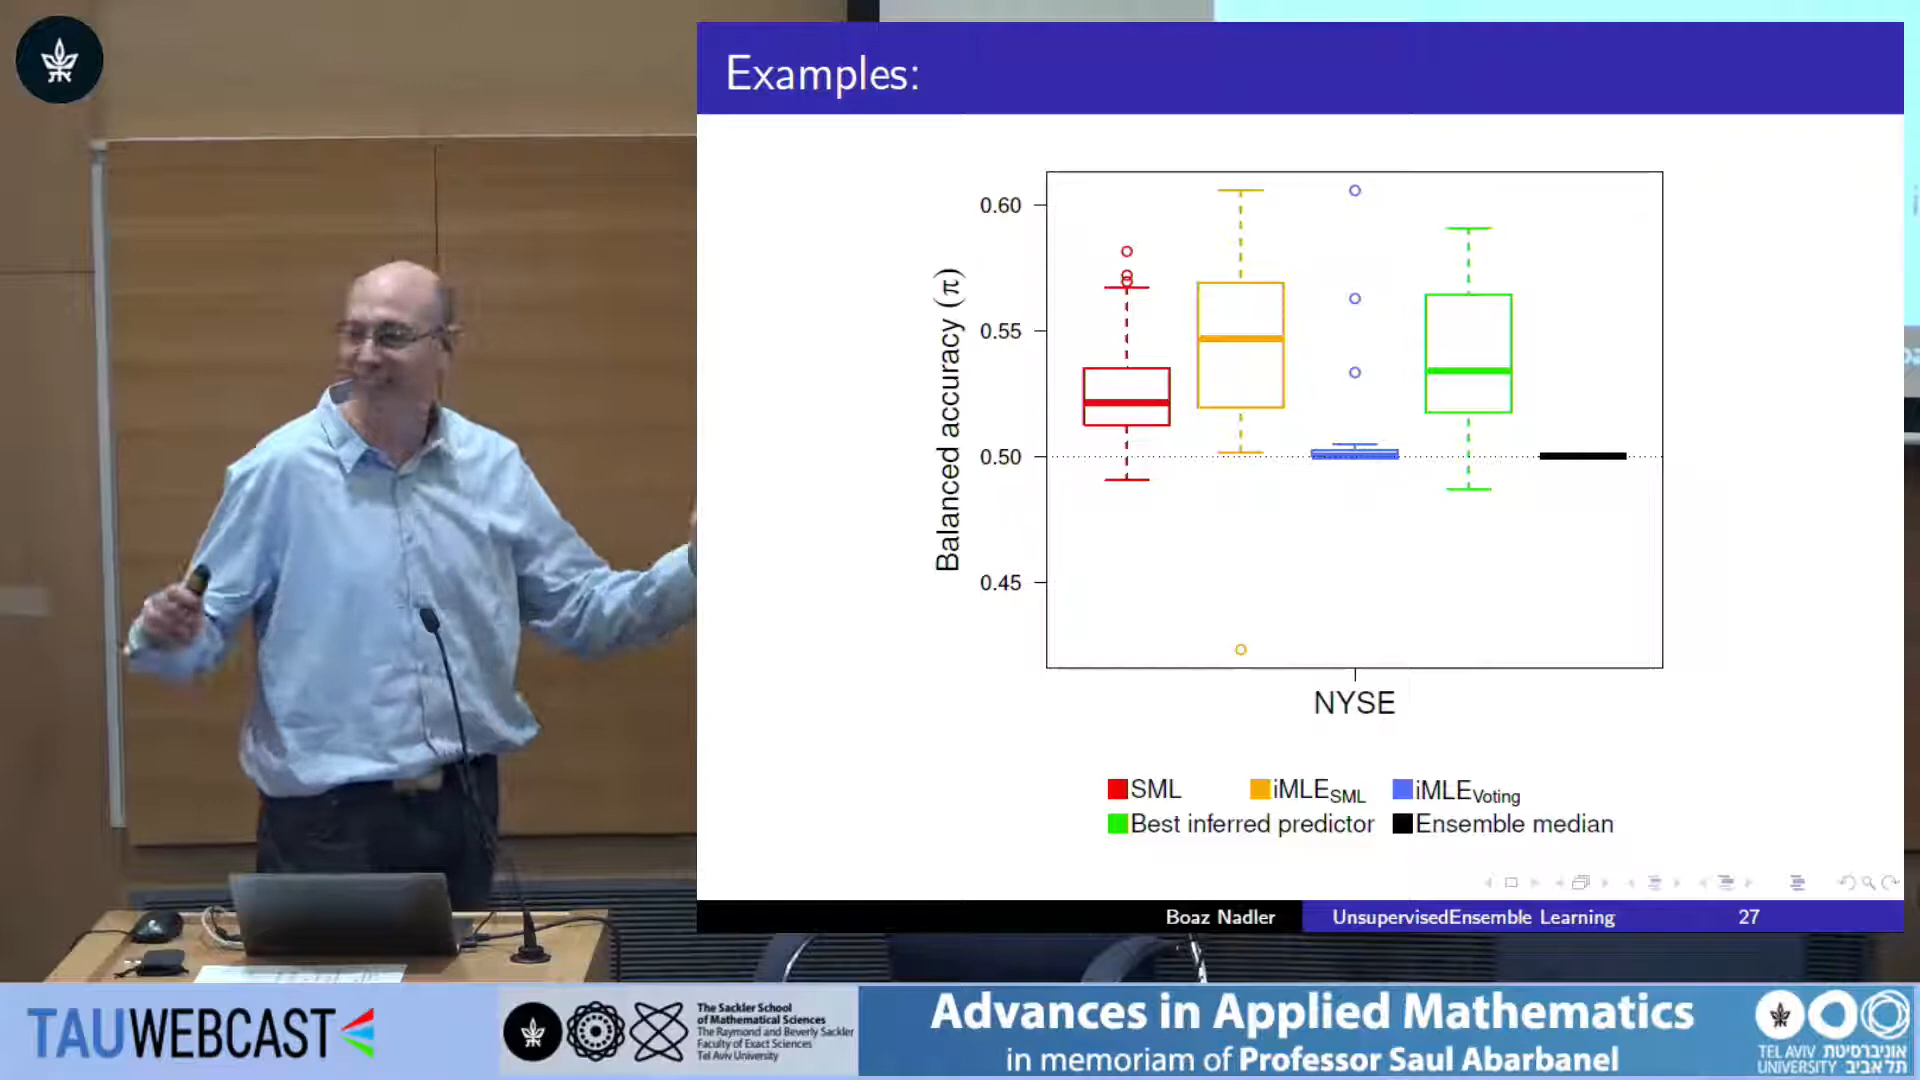 Examples:
0.60
0.55
0.50
0.45
Balanced accuracy (π)
NYSE
SML
iMLE_SML
iMLE_Voting
Best inferred predictor
Ensemble median
Boaz Nadler
UnsupervisedEnsemble Learning
27
TAUWEBCAST
The Sackler School
of Mathematical Sciences
The Raymond and Beverly Sackler
Faculty of Exact Sciences
Tel Aviv University
Advances in Applied Mathematics
in memoriam of Professor Saul Abarbanel
TEL AVIV אוניברסיטת
UNIVERSITY תל אביב